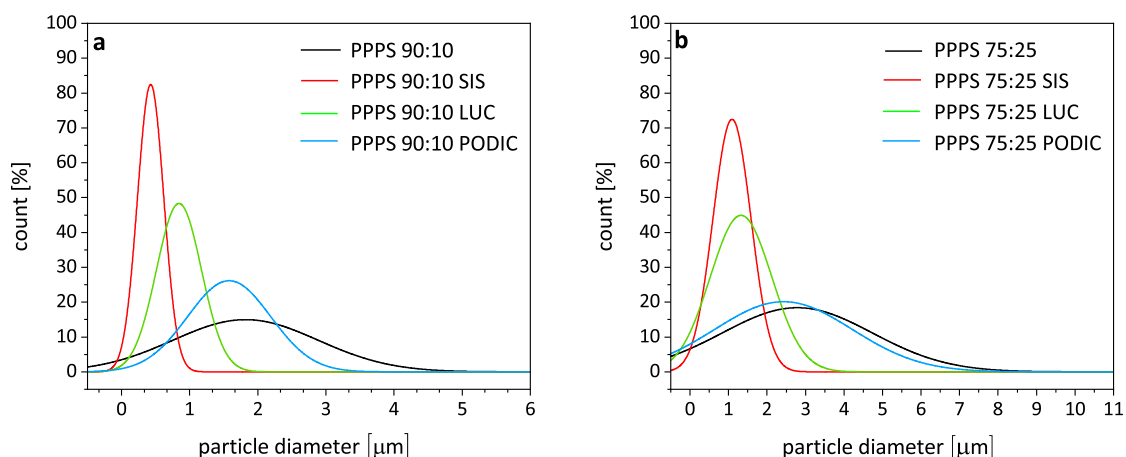 a
PPPS 90:10
PPPS 90:10 SIS
PPPS 90:10 LUC
PPPS 90:10 PODIC
count [%]
100
90
80
70
60
50
40
30
20
10
0
0 1 2 3 4 5 6
particle diameter [μm]
b
PPPS 75:25
PPPS 75:25 SIS
PPPS 75:25 LUC
PPPS 75:25 PODIC
count [%]
100
90
80
70
60
50
40
30
20
10
0
0 1 2 3 4 5 6 7 8 9 10 11
particle diameter [μm]